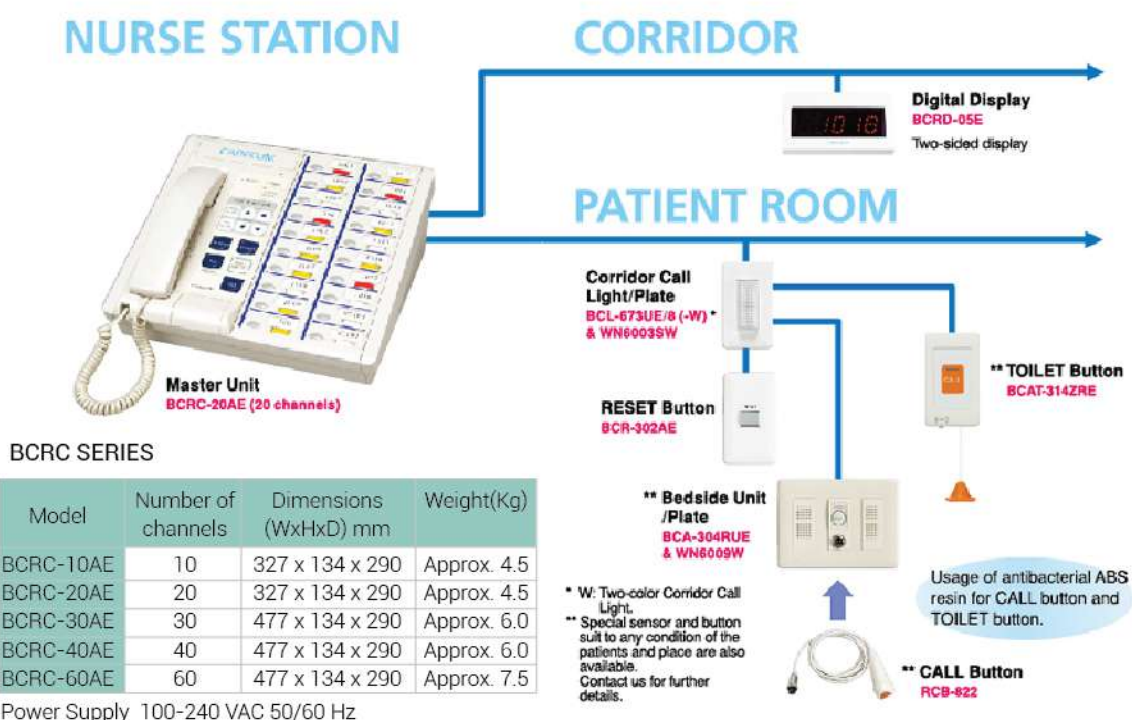 NURSE STATION
CORRIDOR
Digital Display
BCRD-05E
Two-sided display
1018
PATIENT ROOM
Corridor Call
Light/Plate
BCL-673UE/8 (-W) *
& WN6003SW
** TOILET Button
BCAT-314ZRE
RESET Button
BCR-302AE
Master Unit
BCRC-20AE (20 channels)
** Bedside Unit
/Plate
BCA-304RUE
& WN6009W
BCRC SERIES
Model Number of channels Dimensions (WxHxD) mm Weight(Kg)
BCRC-10AE 10 327 x 134 x 290 Approx. 4.5
BCRC-20AE 20 327 x 134 x 290 Approx. 4.5
BCRC-30AE 30 477 x 134 x 290 Approx. 6.0
BCRC-40AE 40 477 x 134 x 290 Approx. 6.0
BCRC-60AE 60 477 x 134 x 290 Approx. 7.5
Power Supply 100-240 VAC 50/60 Hz
* W: Two-color Corridor Call
Light.
** Special sensor and button
suit to any condition of the
patients and place are also
available.
Contact us for further
details.
Usage of antibacterial ABS
resin for CALL button and
TOILET button.
** CALL Button
RCB-822